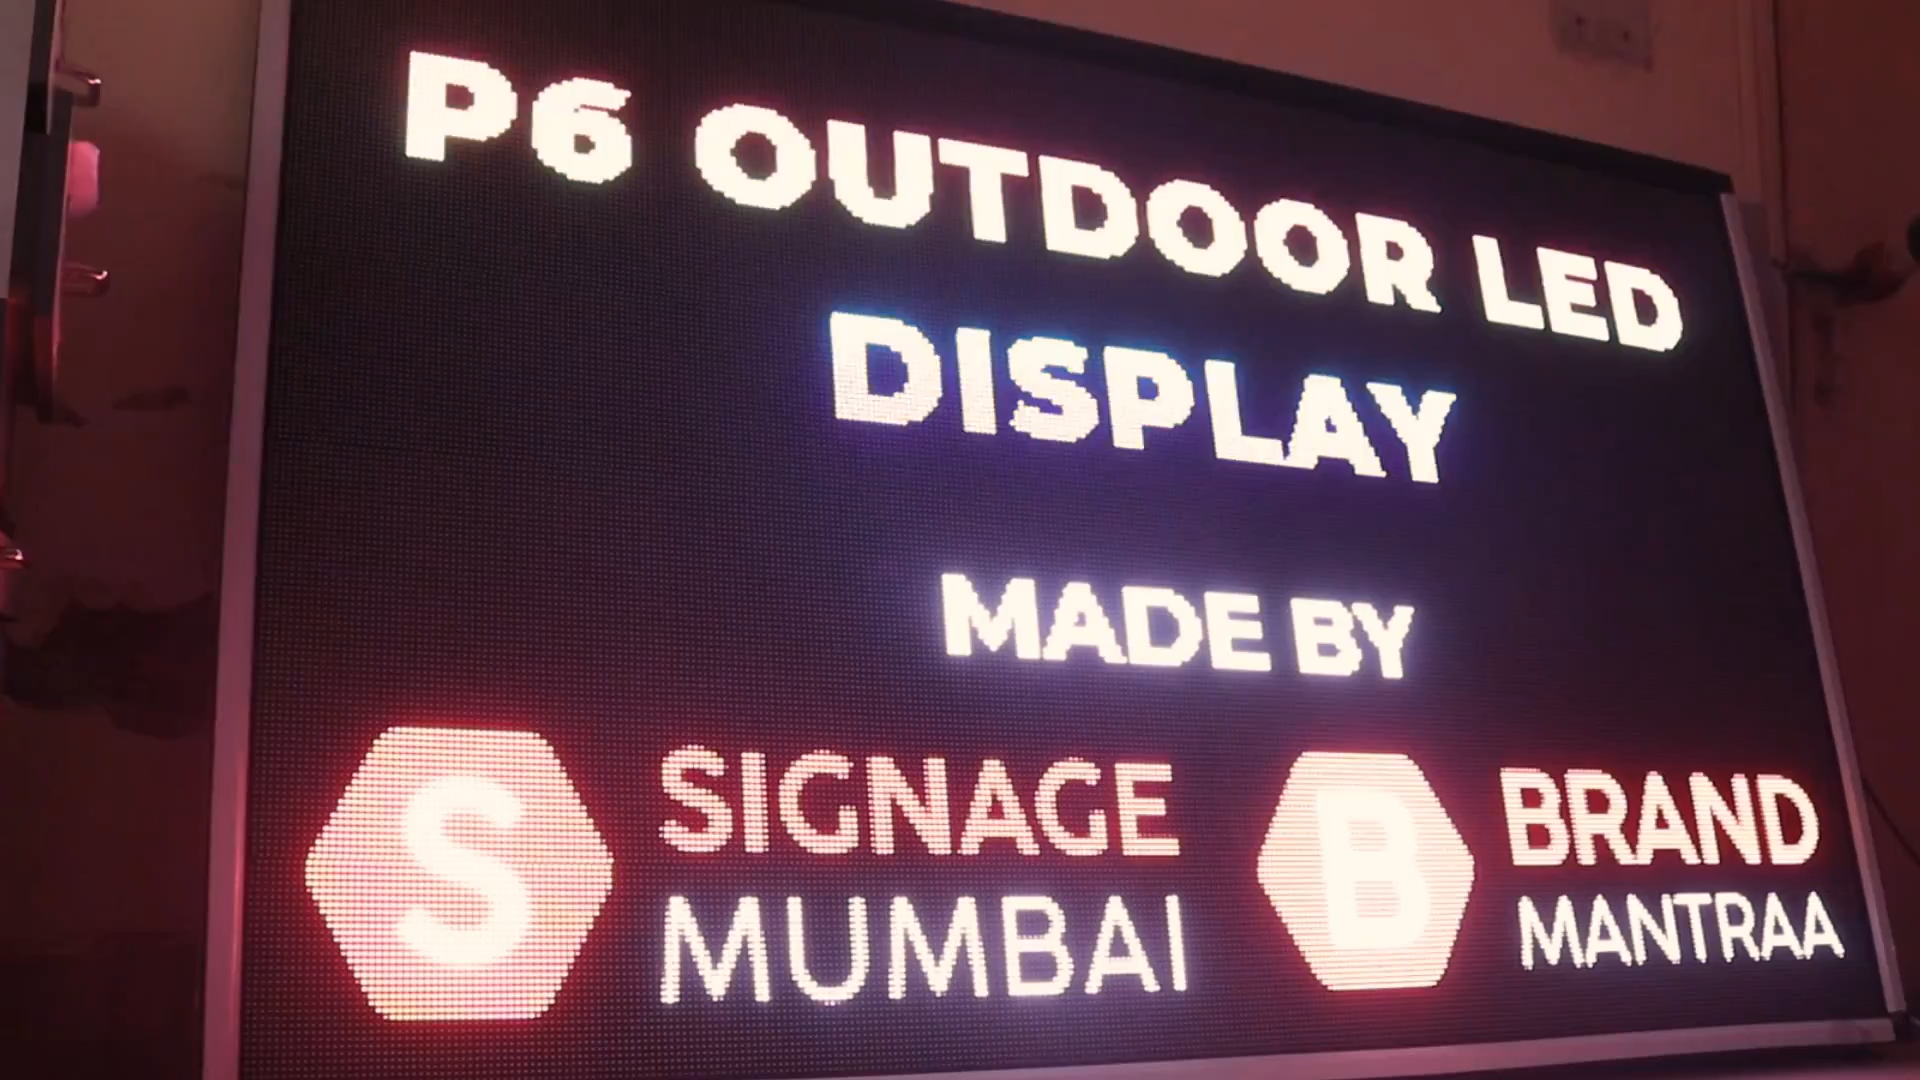 P6 OUTDOOR LED
DISPLAY
MADE BY
S
SIGNAGE
MUMBAI
B
BRAND
MANTRAA